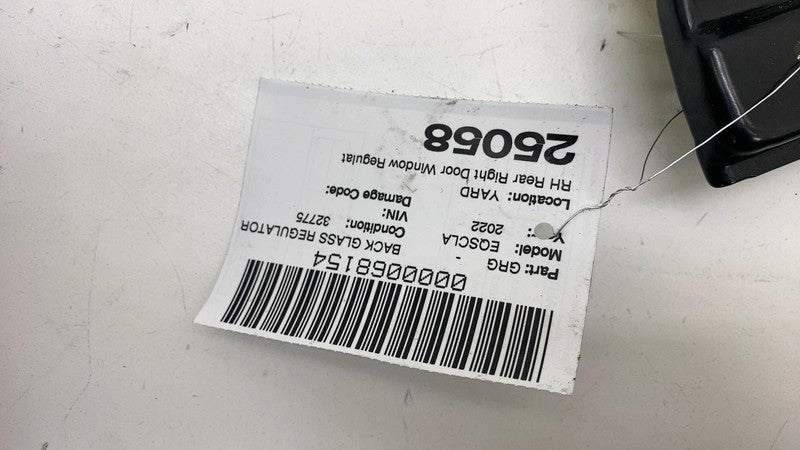 0000068154
Part: GRG - BACK GLASS REGULATOR
Model: EQSCLA Condition: 32775
2022 VIN:
Location: YARD Damage Code:
RH Rear Right Door Window Regulat
25058